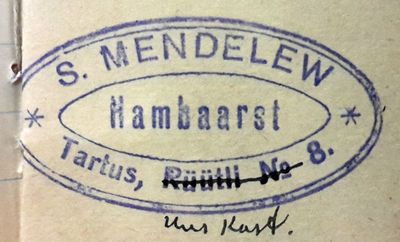 S. MENDELEW
* Hambaarst *
Tartus, Rüütli № 8.
Uus Kast.